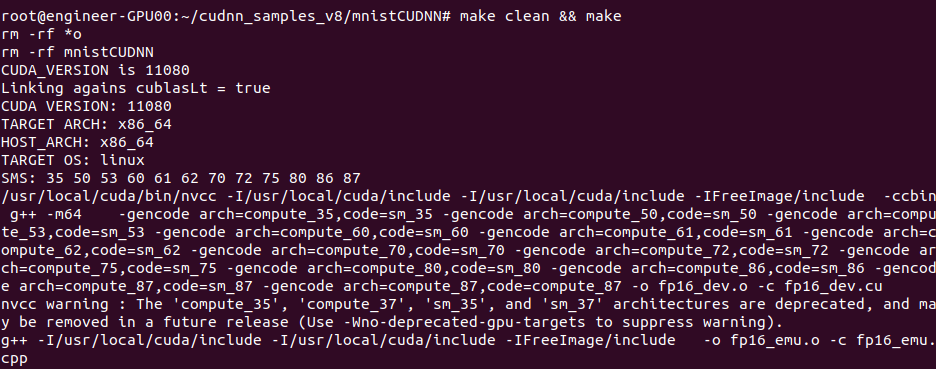 root@engineer-GPU00:~/cudnn_samples_v8/mnistCUDNN# make clean && make
rm -rf *o
rm -rf mnistCUDNN
CUDA_VERSION is 11080
Linking agains cublasLt = true
CUDA VERSION: 11080
TARGET ARCH: x86_64
HOST_ARCH: x86_64
TARGET OS: linux
SMS: 35 50 53 60 61 62 70 72 75 80 86 87
/usr/local/cuda/bin/nvcc -I/usr/local/cuda/include -I/usr/local/cuda/include -IFreeImage/include  -ccbin
 g++ -m64    -gencode arch=compute_35,code=sm_35 -gencode arch=compute_50,code=sm_50 -gencode arch=compu
te_53,code=sm_53 -gencode arch=compute_60,code=sm_60 -gencode arch=compute_61,code=sm_61 -gencode arch=c
ompute_62,code=sm_62 -gencode arch=compute_70,code=sm_70 -gencode arch=compute_72,code=sm_72 -gencode ar
ch=compute_75,code=sm_75 -gencode arch=compute_80,code=sm_80 -gencode arch=compute_86,code=sm_86 -gencod
e arch=compute_87,code=sm_87 -gencode arch=compute_87,code=compute_87 -o fp16_dev.o -c fp16_dev.cu
nvcc warning : The 'compute_35', 'compute_37', 'sm_35', and 'sm_37' architectures are deprecated, and ma
y be removed in a future release (Use -Wno-deprecated-gpu-targets to suppress warning).
g++ -I/usr/local/cuda/include -I/usr/local/cuda/include -IFreeImage/include   -o fp16_emu.o -c fp16_emu.
cpp